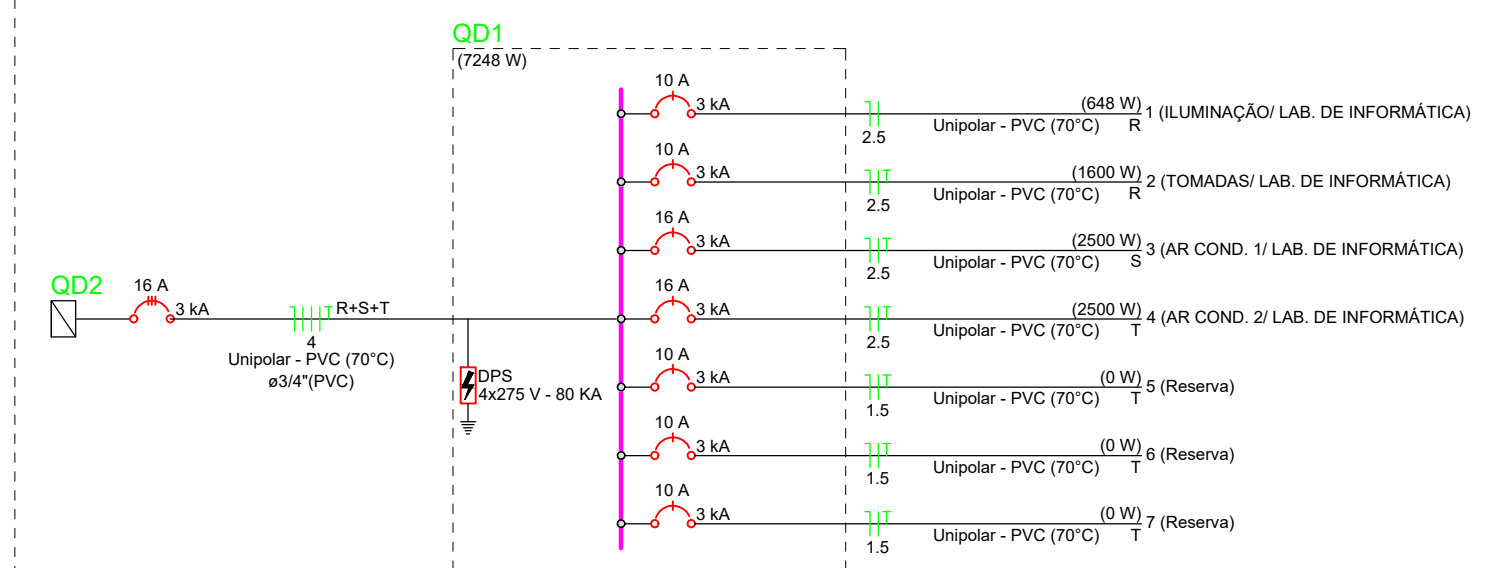 QD1
(7248 W)
10 A
3 kA
2.5
(648 W)
Unipolar - PVC (70°C) R
1 (ILUMINAÇÃO/ LAB. DE INFORMÁTICA)
10 A
3 kA
T
2.5
(1600 W)
Unipolar - PVC (70°C) R
2 (TOMADAS/ LAB. DE INFORMÁTICA)
16 A
3 kA
T
2.5
(2500 W)
Unipolar - PVC (70°C) S
3 (AR COND. 1/ LAB. DE INFORMÁTICA)
QD2
16 A
3 kA
T
R+S+T
4
Unipolar - PVC (70°C)
ø3/4"(PVC)
DPS
4x275 V - 80 KA
16 A
3 kA
T
2.5
(2500 W)
Unipolar - PVC (70°C) T
4 (AR COND. 2/ LAB. DE INFORMÁTICA)
10 A
3 kA
T
1.5
(0 W)
Unipolar - PVC (70°C) T
5 (Reserva)
10 A
3 kA
T
1.5
(0 W)
Unipolar - PVC (70°C) T
6 (Reserva)
10 A
3 kA
T
1.5
(0 W)
Unipolar - PVC (70°C) T
7 (Reserva)